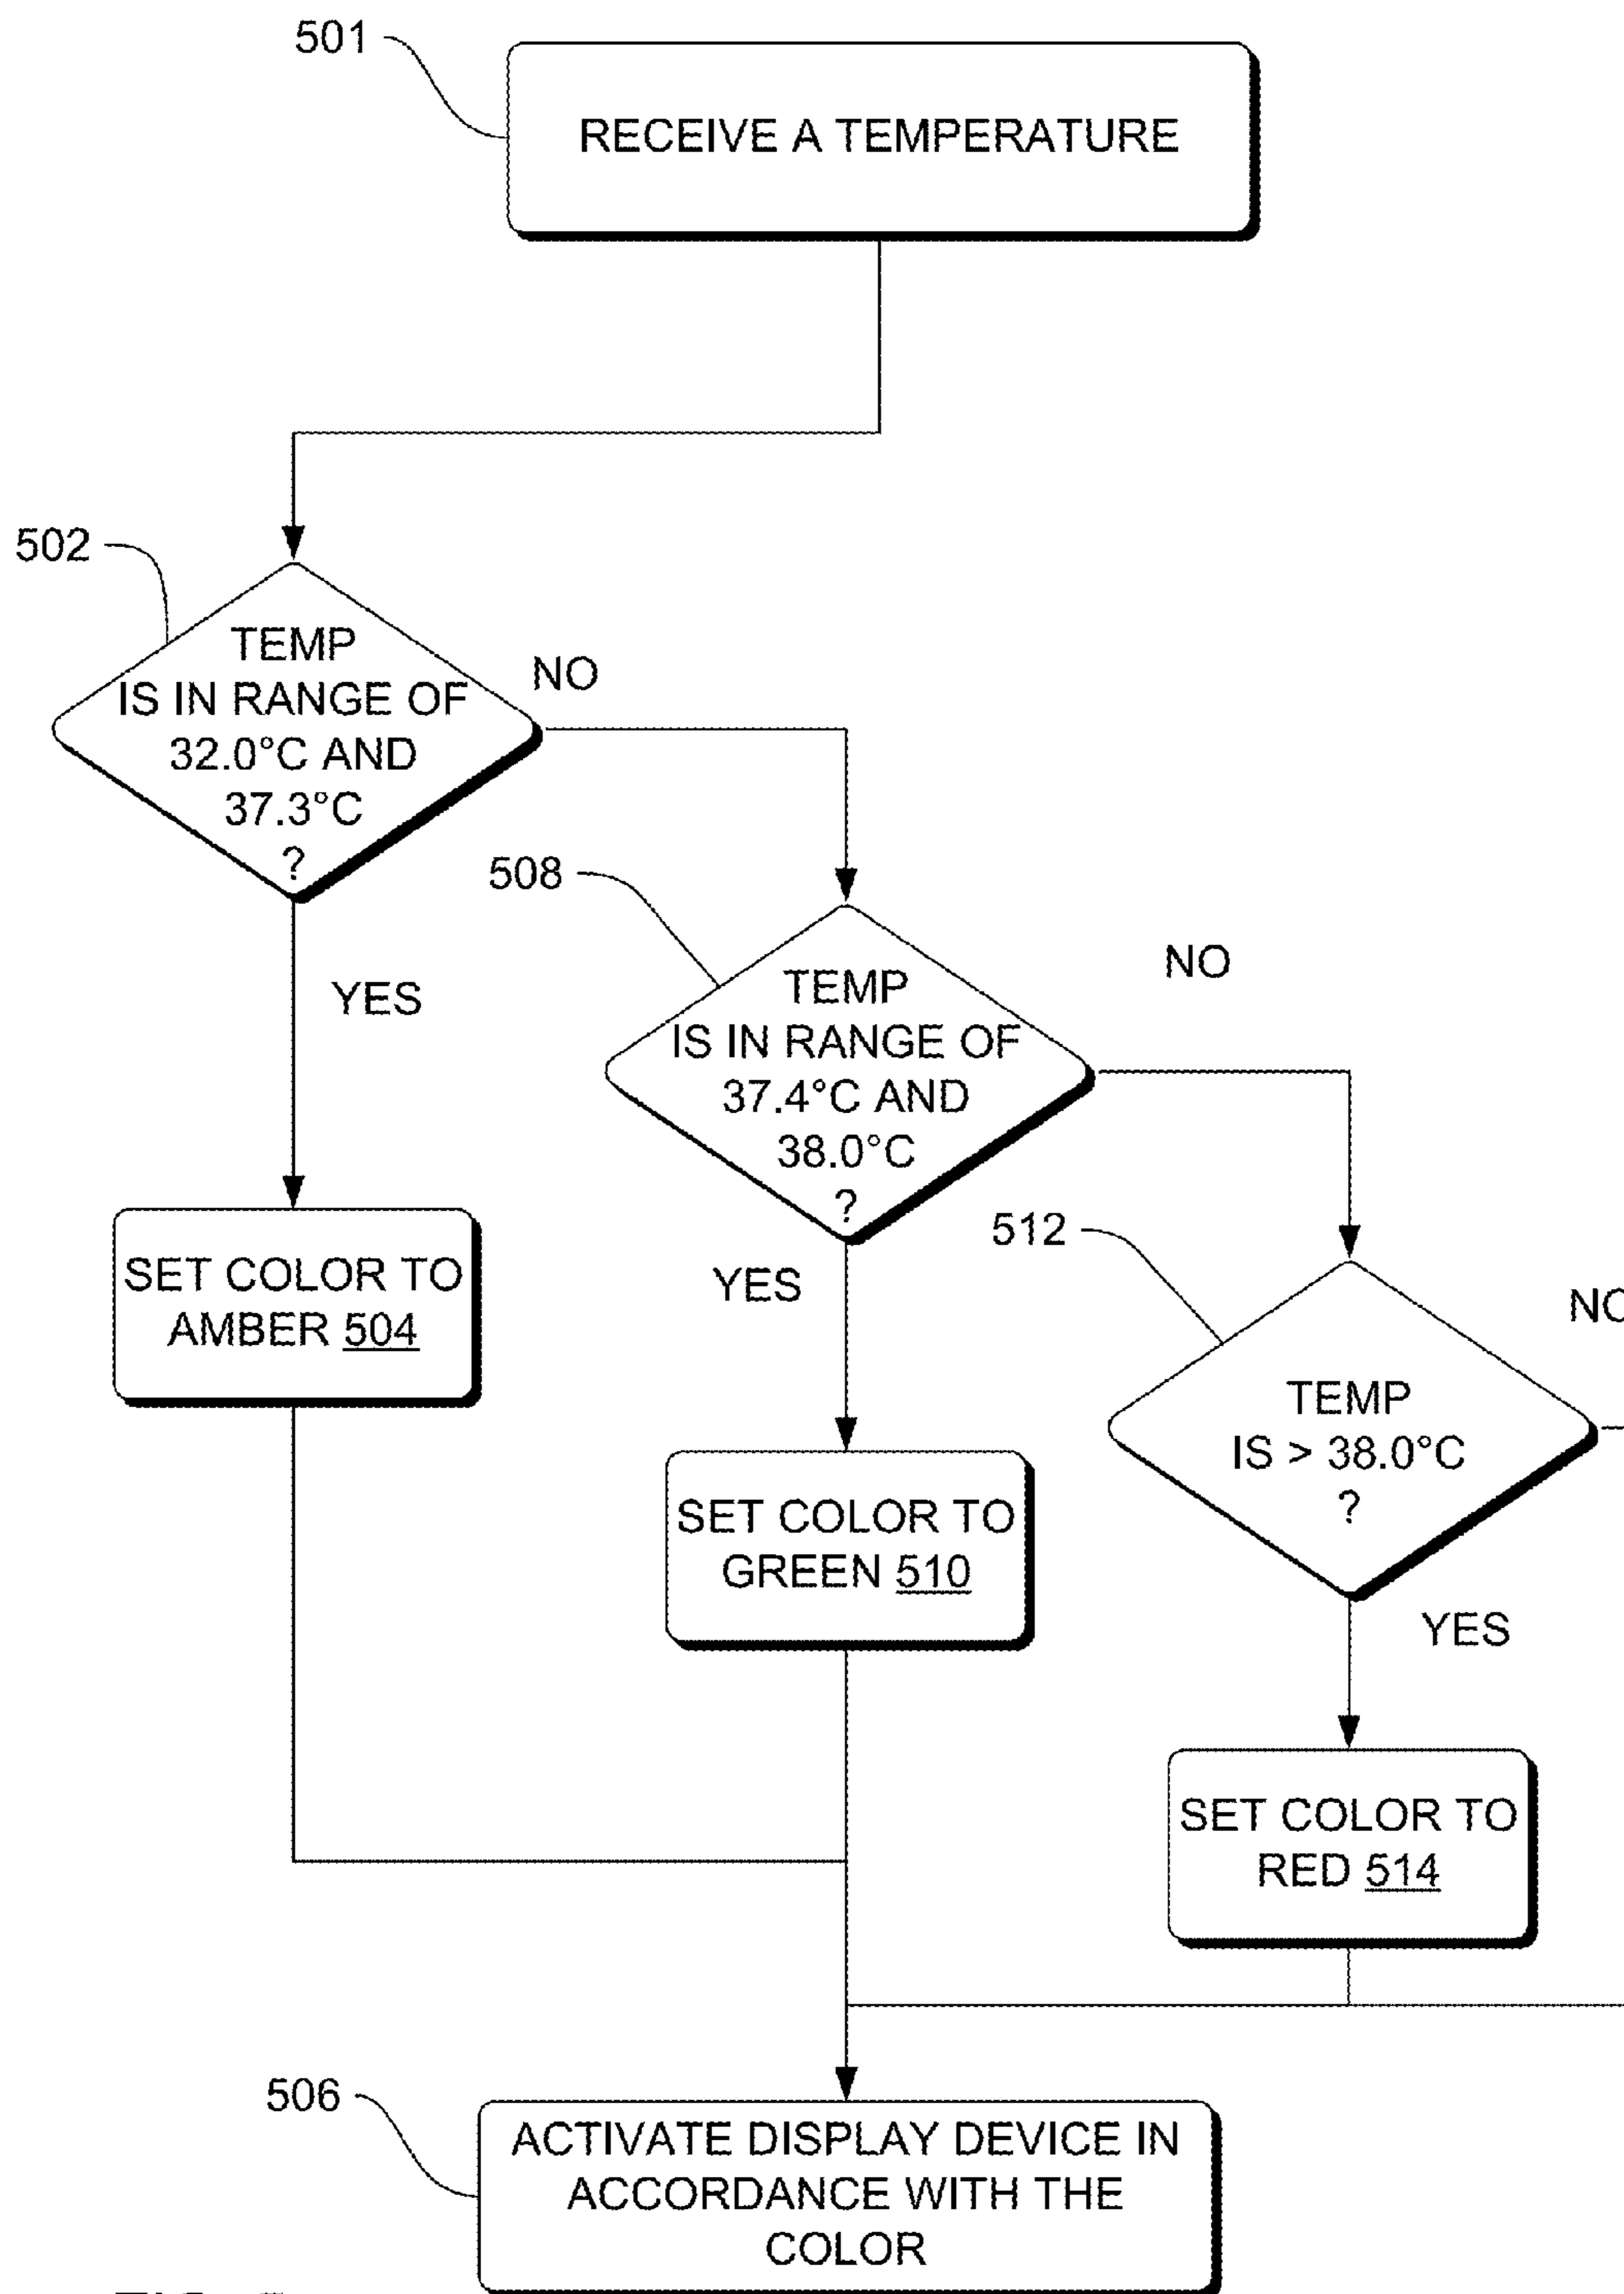 501
RECEIVE A TEMPERATURE
502
TEMP
IS IN RANGE OF
32.0°C AND
37.3°C
?
NO
YES
508
TEMP
IS IN RANGE OF
37.4°C AND
38.0°C
?
NO
YES
SET COLOR TO
AMBER 504
512
TEMP
IS > 38.0°C
?
NO
YES
SET COLOR TO
GREEN 510
SET COLOR TO
RED 514
506
ACTIVATE DISPLAY DEVICE IN
ACCORDANCE WITH THE
COLOR